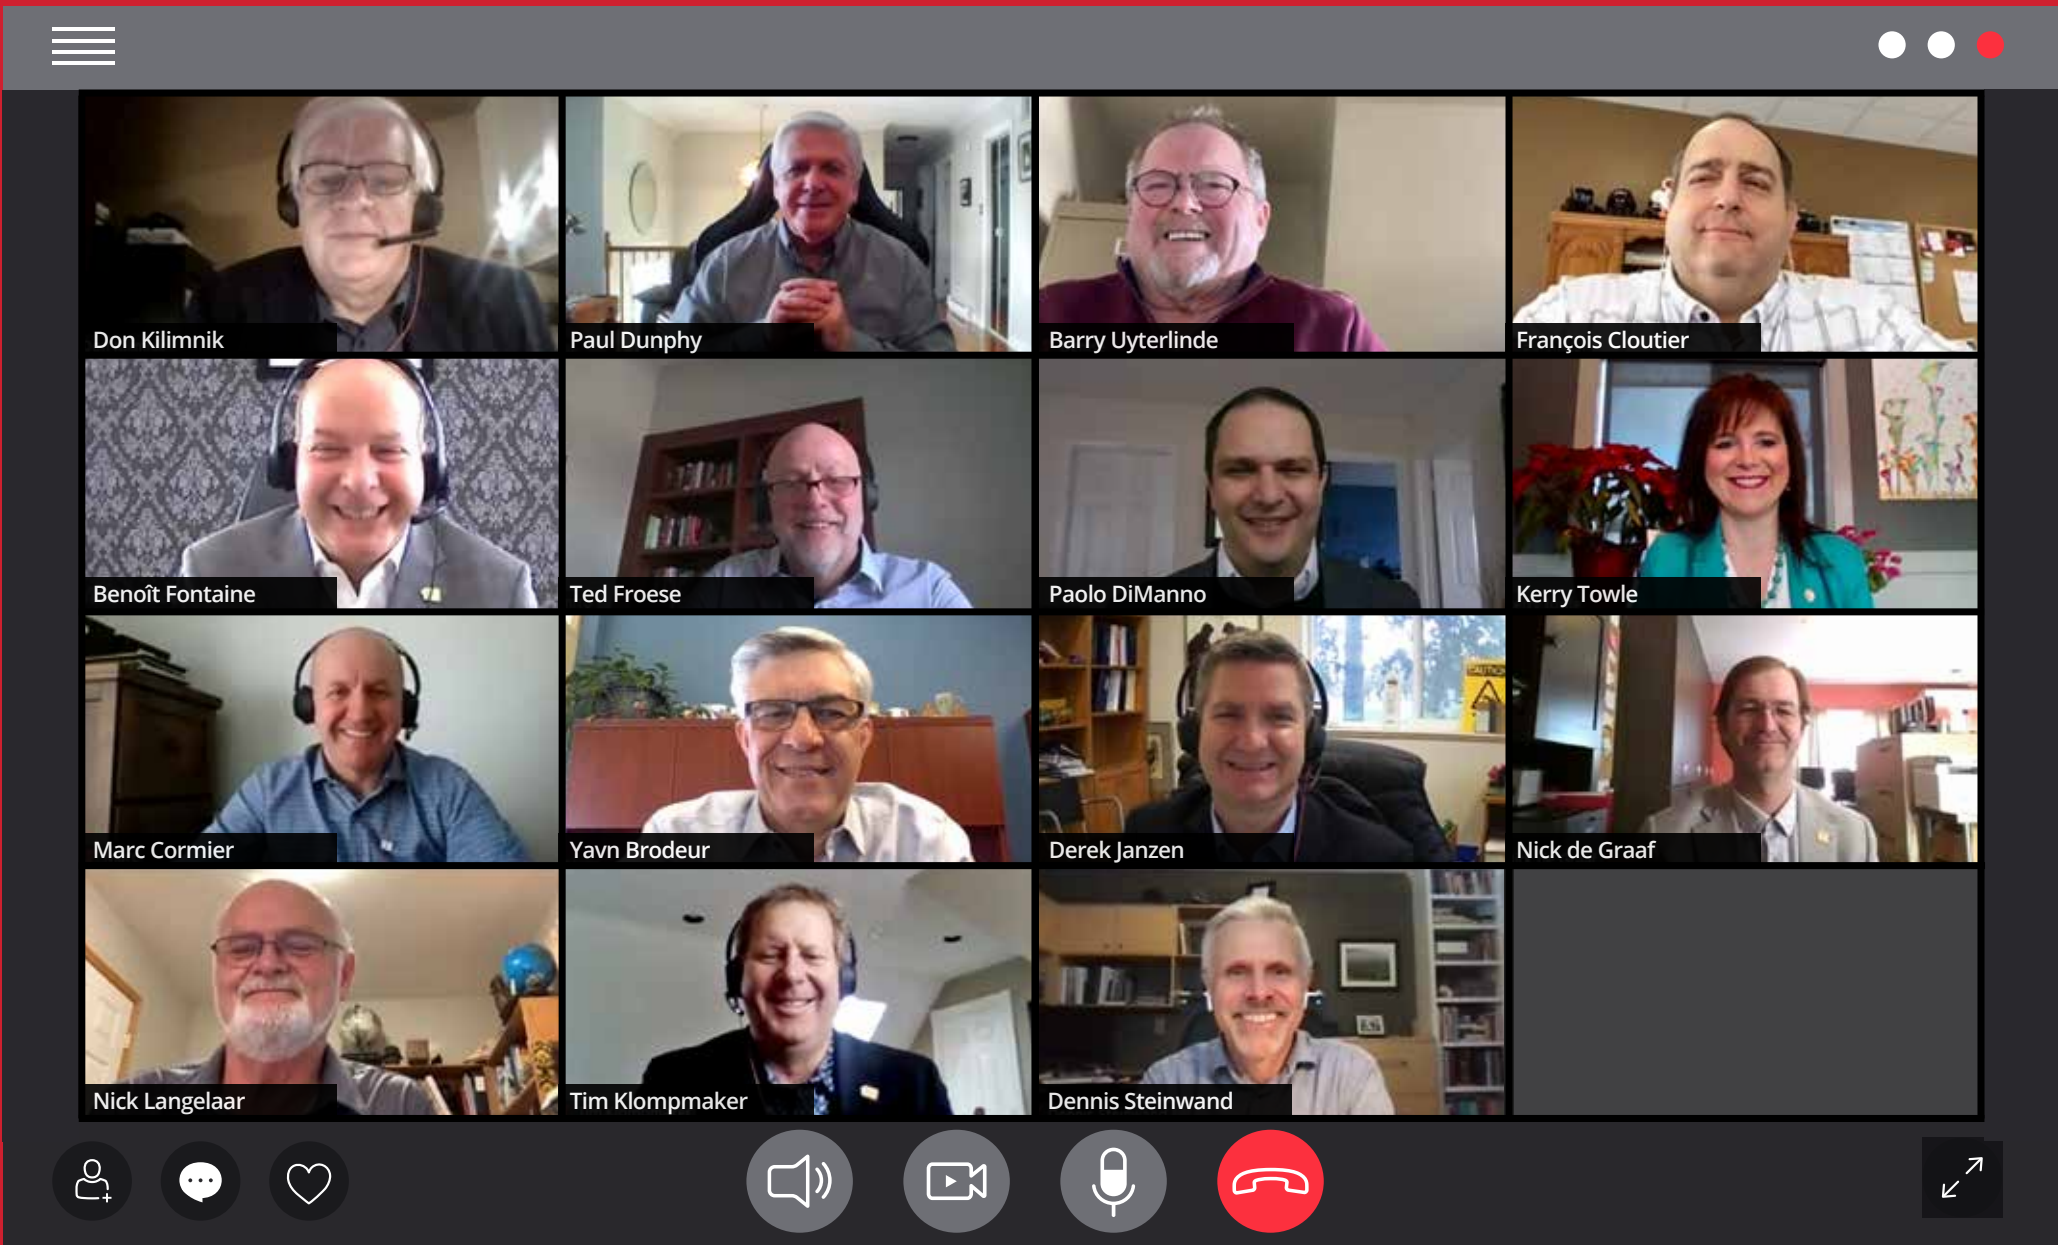 Don Kilimnik
Paul Dunphy
Barry Uyterlinde
François Cloutier
Benoît Fontaine
Ted Froese
Paolo DiManno
Kerry Towle
CAUTION
Marc Cormier
Yavn Brodeur
Derek Janzen
Nick de Graaf
Nick Langelaar
Tim Klompmaker
Dennis Steinwand